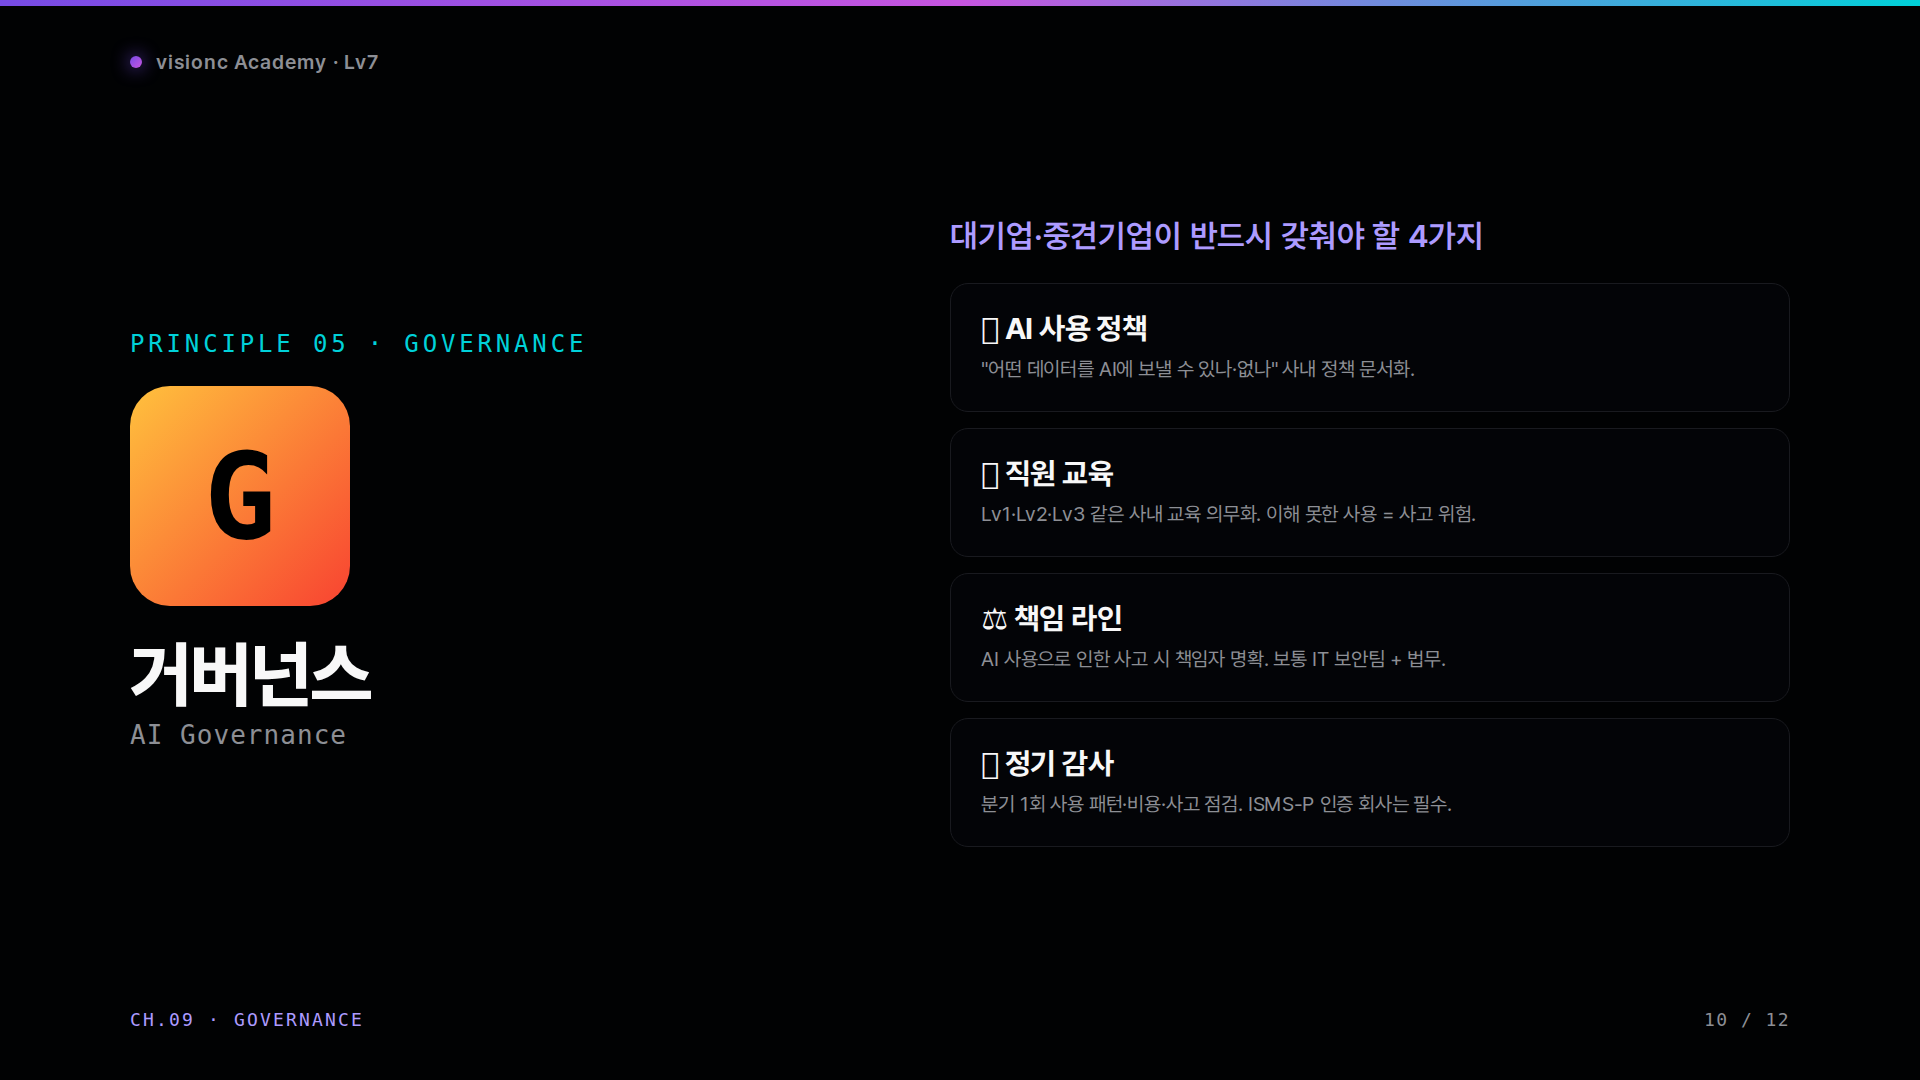 visionc Academy · Lv7
PRINCIPLE 05 · GOVERNANCE
G
거버넌스
AI Governance
대기업·중견기업이 반드시 갖춰야 할 4가지
AI 사용 정책
"어떤 데이터를 AI에 보낼 수 있나·없나" 사내 정책 문서화.
직원 교육
Lv1·Lv2·Lv3 같은 사내 교육 의무화. 이해 못한 사용 = 사고 위험.
⚖ 책임 라인
AI 사용으로 인한 사고 시 책임자 명확. 보통 IT 보안팀 + 법무.
정기 감사
분기 1회 사용 패턴·비용·사고 점검. ISMS-P 인증 회사는 필수.
CH.09 · GOVERNANCE
10 / 12